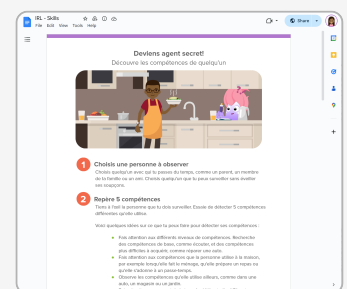 IRL - Skills
File Edit View Tools Help
Share
Deviens agent secret!
Découvre les compétences de quelqu'un
1 Choisis une personne à observer
Choisis quelqu'un avec qui tu passes du temps, comme un parent, un membre
de ta famille ou un ami. Choisis quelqu'un que tu peux surveiller sans éveiller
ses soupçons.
2 Repère 5 compétences
Tiens à l'œil la personne que tu dois surveiller. Essaie de détecter 5 compétences
différentes qu'elle utilise.
Voici quelques idées sur ce que tu peux faire pour détecter ses compétences :
Fais attention aux différents niveaux de compétences. Recherche
des compétences de base, comme écouter, et des compétences
plus difficiles à acquérir, comme réparer une auto.
Fais attention aux compétences que la personne utilise à la maison,
par exemple lorsqu'elle fait le ménage, qu'elle prépare un repas ou
qu'elle s'adonne à un passe-temps.
Observe les compétences qu'elle utilise ailleurs, comme dans une
auto, un magasin ou un jardin.